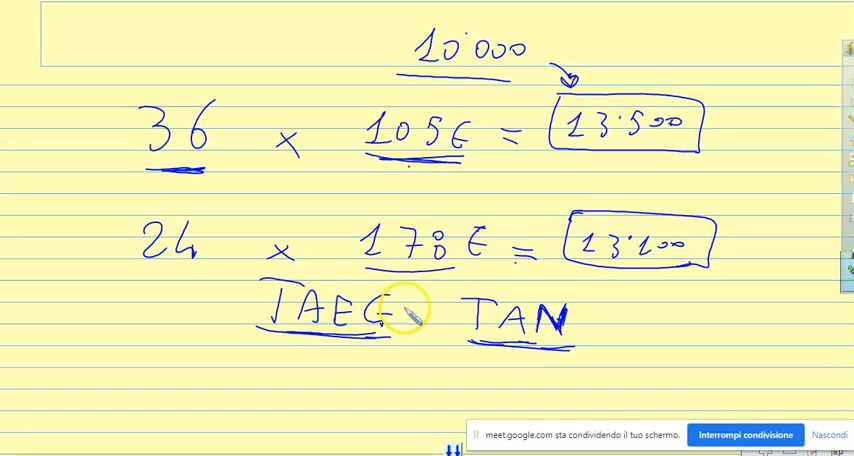 10'000
36 x 105€ = 13.500
24 x 178€ = 13.100
TAEG TAN
meet.google.com sta condividendo il tuo schermo. Interrompi condivisione Nascondi